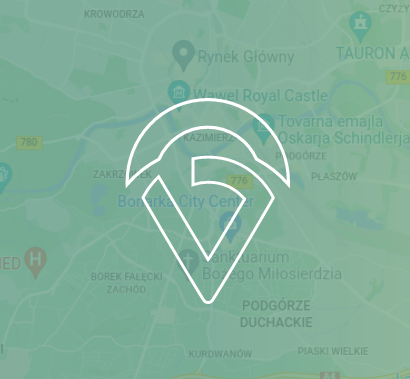 KROWODRZA
CZYŻY
Rynek Główny
TAURON A
776
Wawel Royal Castle
Tovarna emajla
Oskarja Schindlerja
780
KAZIMIERZ
PODGÓRZE
ZAKRZÓWEK
776
PŁASZÓW
Bonarka City Center
IED
H
Sanktuarium
Bożego Miłosierdzia
BOREK FAŁĘCKI
ZACHÓD
PODGÓRZE
DUCHACKIE
KURDWANÓW
PIASKI WIELKIE